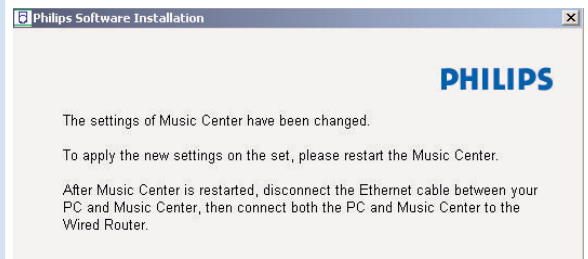 Philips Software Installation
PHILIPS
The settings of Music Center have been changed.
To apply the new settings on the set, please restart the Music Center.
After Music Center is restarted, disconnect the Ethernet cable between your
PC and Music Center, then connect both the PC and Music Center to the
Wired Router.